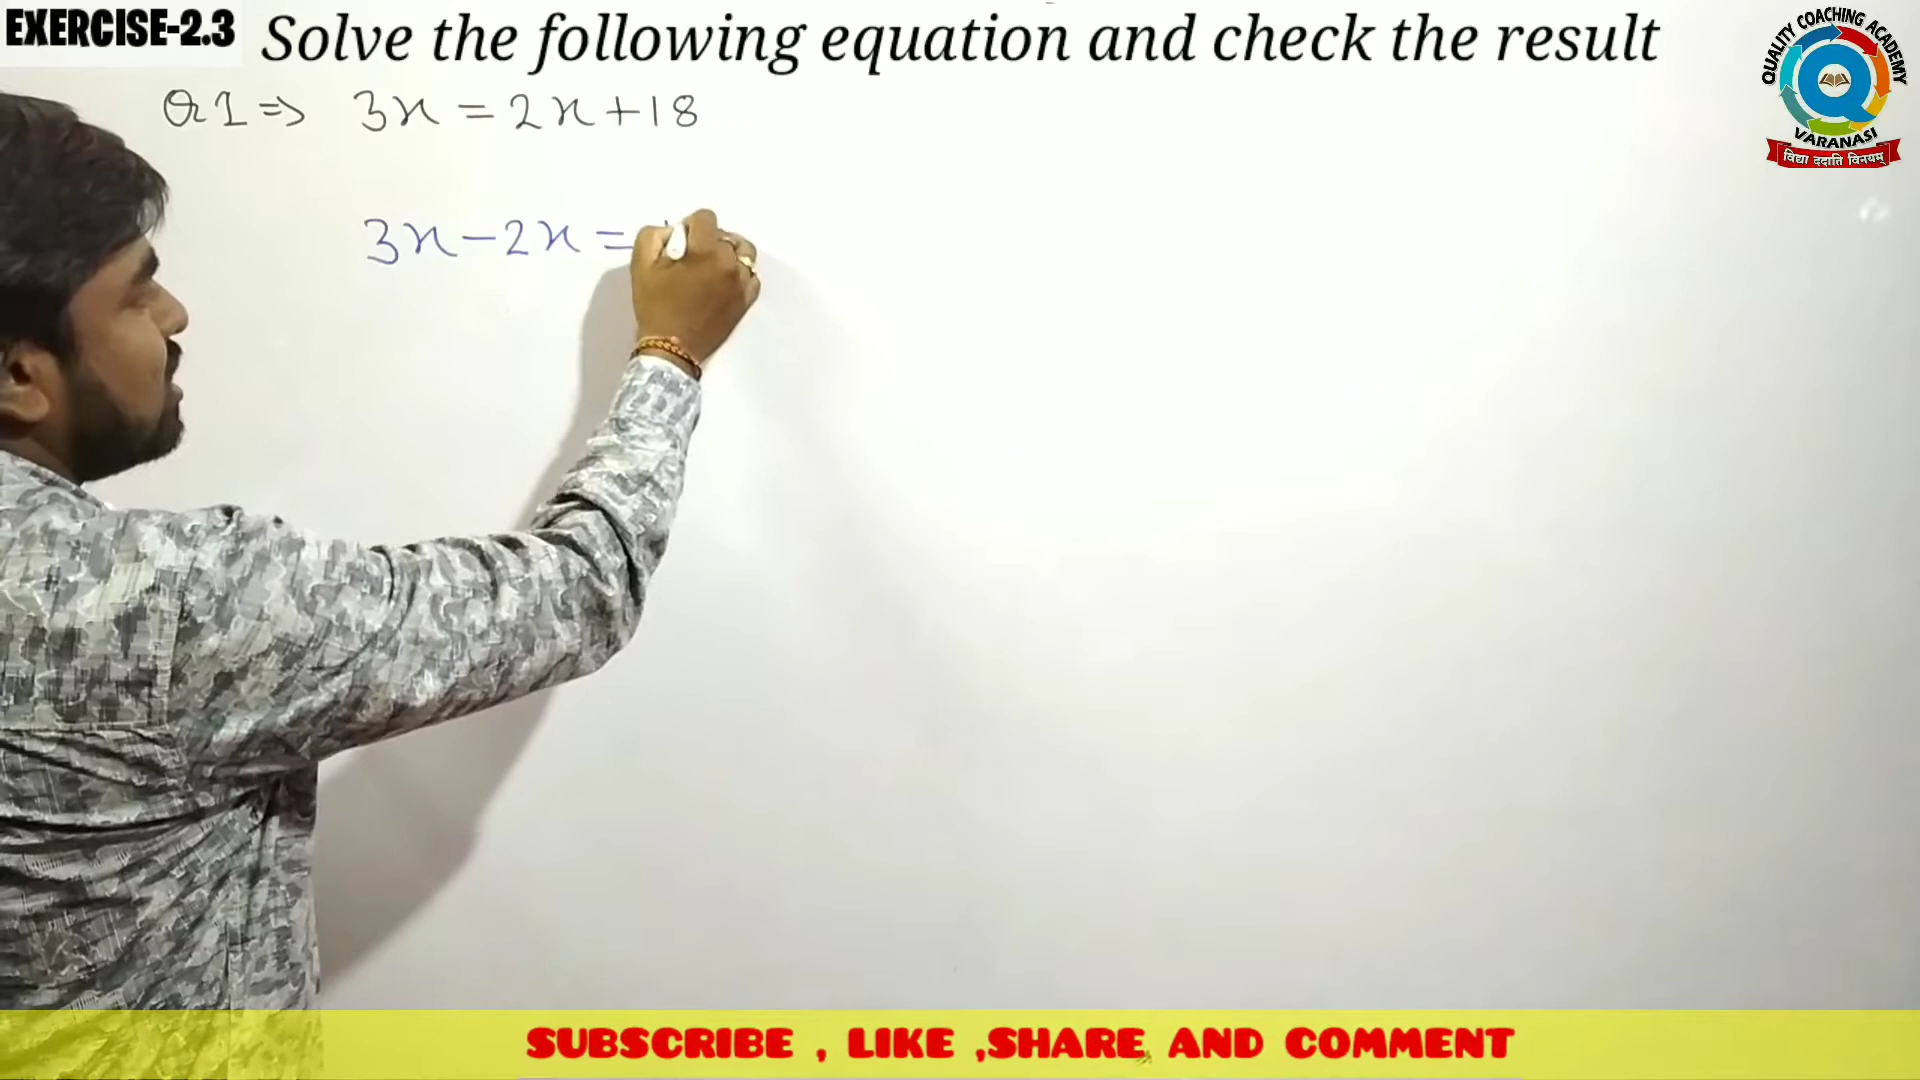 EXERCISE-2.3
Solve the following equation and check the result
Q1⇒ 3x = 2x+18
3x-2x =
QUALITY COACHING ACADEMY
VARANASI
विद्या ददाति विनयम्
SUBSCRIBE , LIKE ,SHARE AND COMMENT